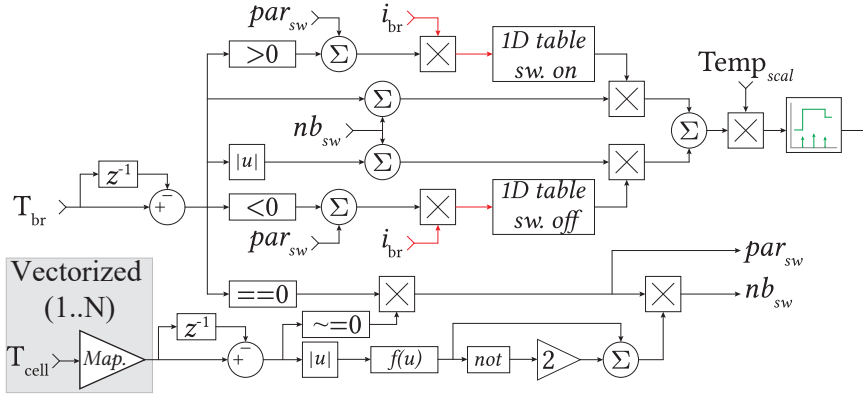 par_sw
i_br
1D table
sw. on
>0
Σ
×
Temp_scal
Σ
×
nb_sw
Σ
×
z⁻¹
|u|
Σ
×
T_br
+
−
<0
Σ
×
1D table
sw. off
par_sw
i_br
par_sw
Vectorized
(1..N)
==0
×
×
nb_sw
z⁻¹
~=0
T_cell
Map.
+
−
|u|
f(u)
not
2
Σ